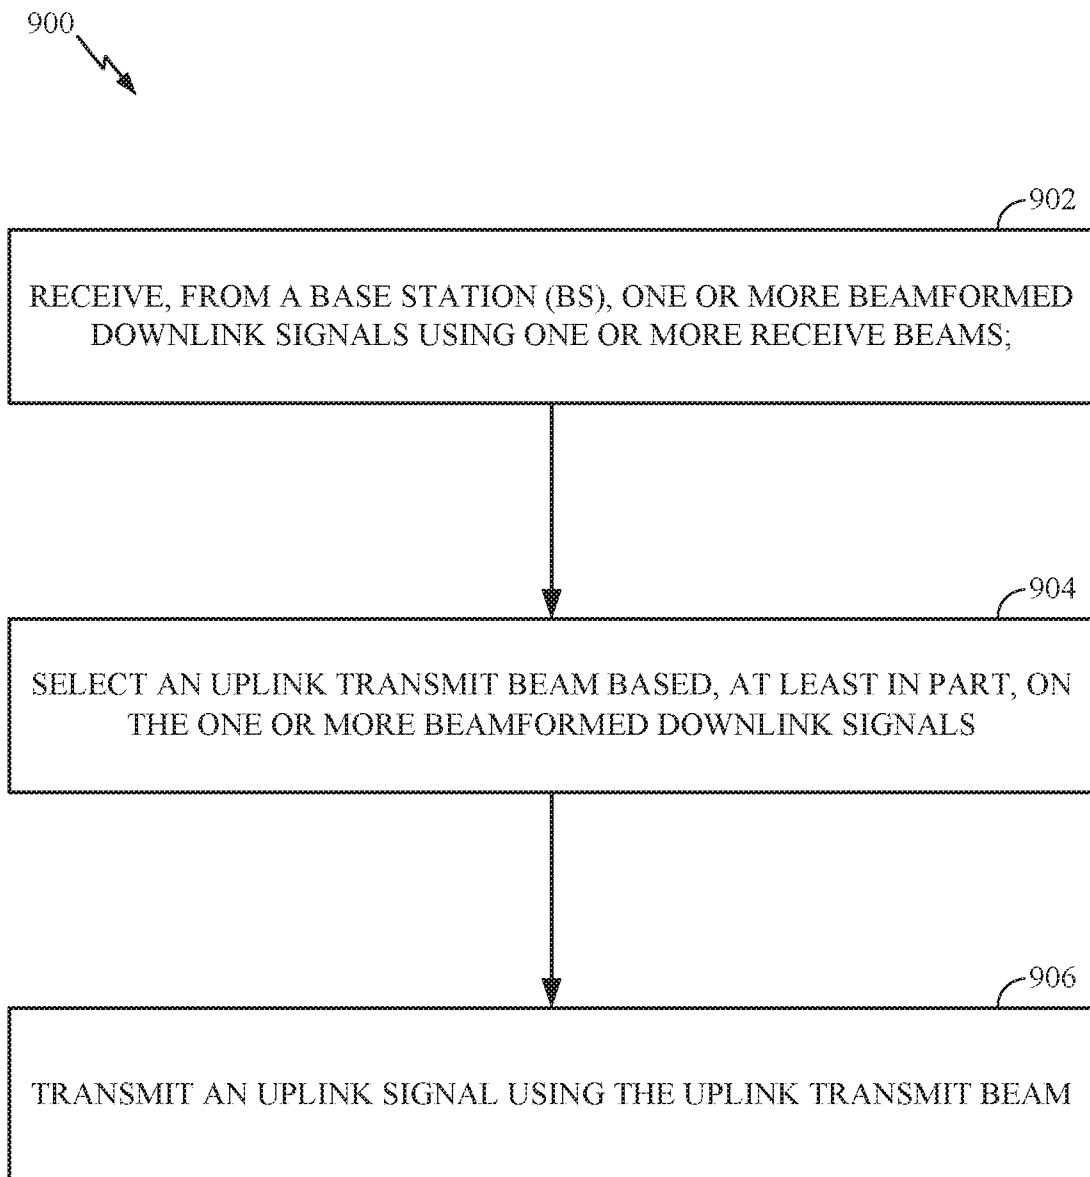 900
902
RECEIVE, FROM A BASE STATION (BS), ONE OR MORE BEAMFORMED
DOWNLINK SIGNALS USING ONE OR MORE RECEIVE BEAMS;
904
SELECT AN UPLINK TRANSMIT BEAM BASED, AT LEAST IN PART, ON
THE ONE OR MORE BEAMFORMED DOWNLINK SIGNALS
906
TRANSMIT AN UPLINK SIGNAL USING THE UPLINK TRANSMIT BEAM